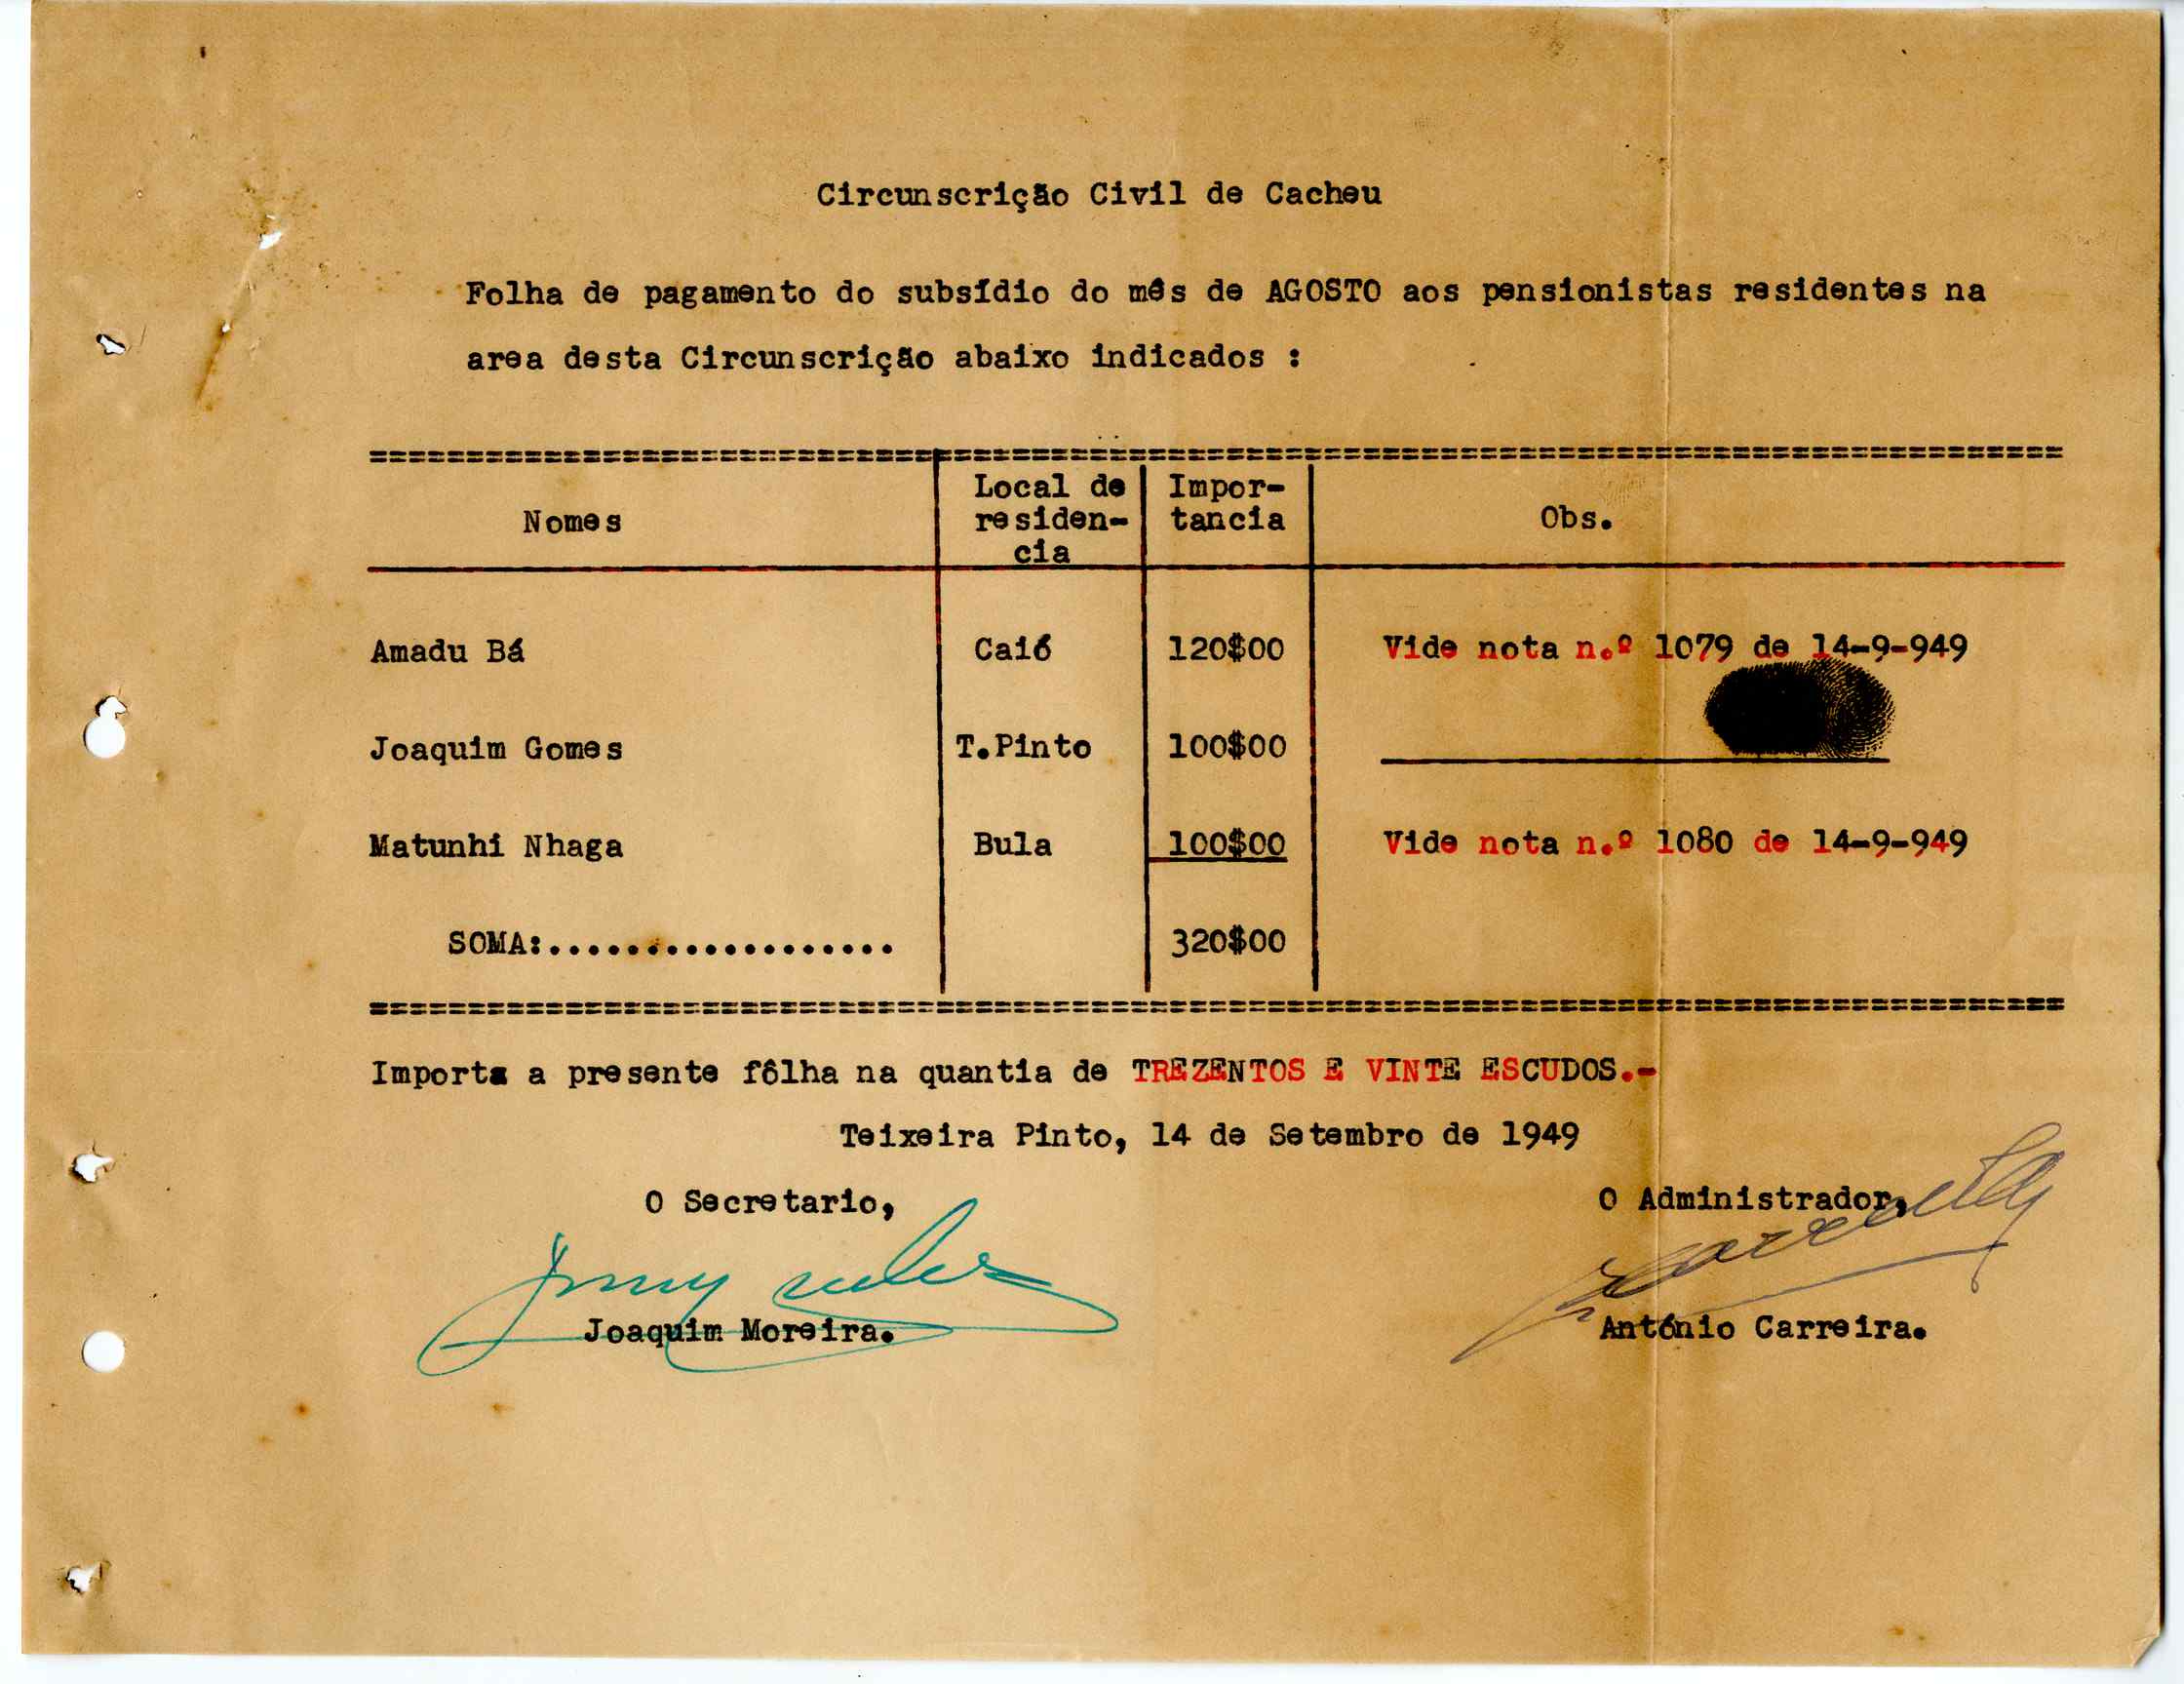 Circunscrição Civil de Cacheu
Folha de pagamento do subsídio do mês de AGOSTO aos pensionistas residentes na
area desta Circunscrição abaixo indicados :
Nomes
Local de
residen-
cia
Impor-
tancia
Obs.
Amadu Bá Caió 120$00 Vide nota n.º 1079 de 14-9-949
Joaquim Gomes T.Pinto 100$00
Matunhi Nhaga Bula 100$00 Vide nota n.º 1080 de 14-9-949
SOMA:.................. 320$00
Importa a presente fôlha na quantia de TREZENTOS E VINTE ESCUDOS.-
Teixeira Pinto, 14 de Setembro de 1949
O Secretario, O Administrador,
Joaquim Moreira. António Carreira.